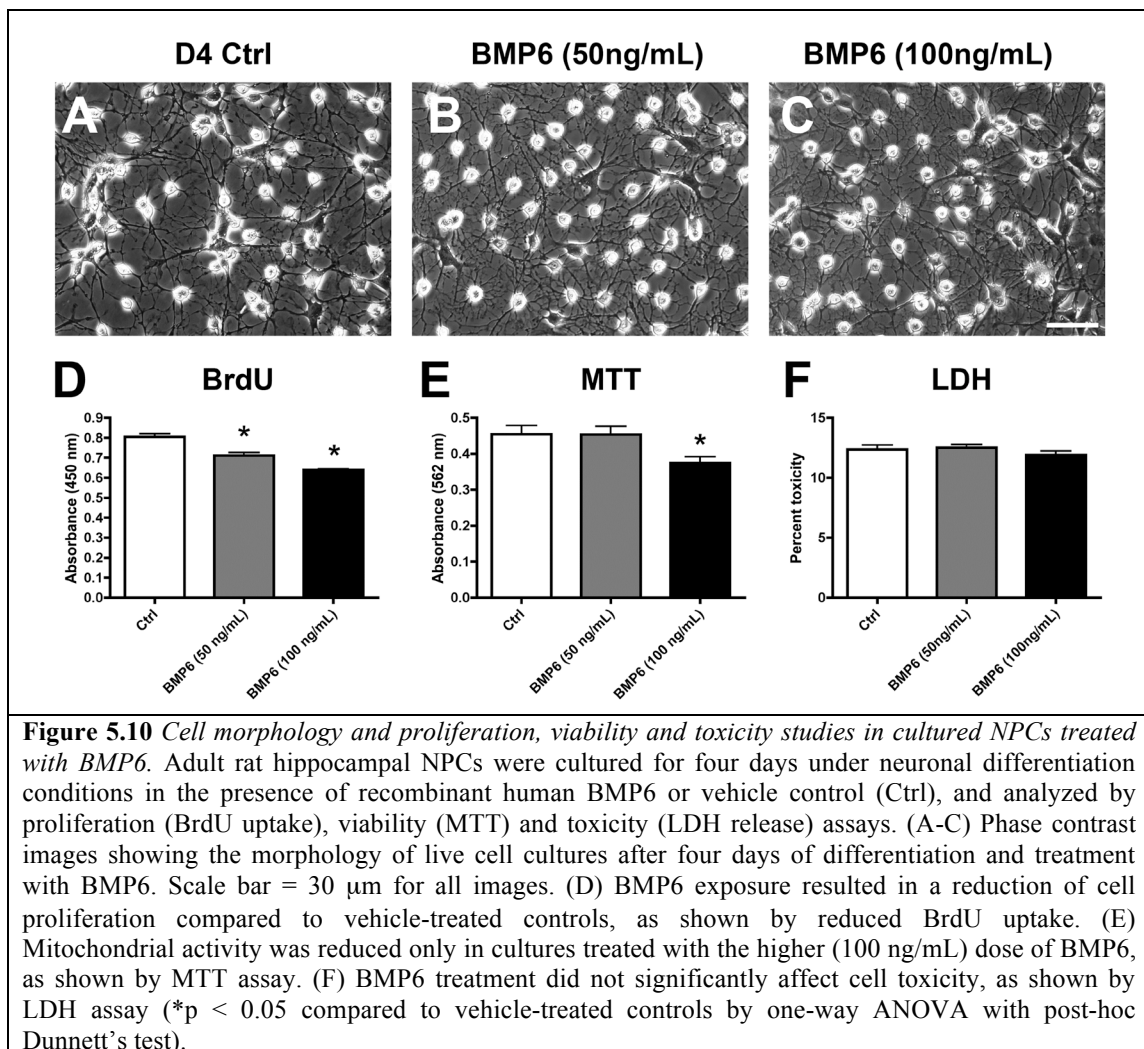 D4 Ctrl BMP6 (50ng/mL) BMP6 (100ng/mL)
A B C
D BrdU
Absorbance (450 nm)
0.9
0.8
0.7
0.6
0.5
0.4
0.3
0.2
0.1
0.0
* *
Ctrl
BMP6 (50 ng/mL)
BMP6 (100 ng/mL)
E MTT
Absorbance (562 nm)
0.5
0.4
0.3
0.2
0.1
0.0
*
Ctrl
BMP6 (50 ng/mL)
BMP6 (100 ng/mL)
F LDH
Percent toxicity
15
10
5
0
Ctrl
BMP6 (50ng/mL)
BMP6 (100ng/mL)
Figure 5.10 Cell morphology and proliferation, viability and toxicity studies in cultured NPCs treated
with BMP6. Adult rat hippocampal NPCs were cultured for four days under neuronal differentiation
conditions in the presence of recombinant human BMP6 or vehicle control (Ctrl), and analyzed by
proliferation (BrdU uptake), viability (MTT) and toxicity (LDH release) assays. (A-C) Phase contrast
images showing the morphology of live cell cultures after four days of differentiation and treatment
with BMP6. Scale bar = 30 μm for all images. (D) BMP6 exposure resulted in a reduction of cell
proliferation compared to vehicle-treated controls, as shown by reduced BrdU uptake. (E)
Mitochondrial activity was reduced only in cultures treated with the higher (100 ng/mL) dose of BMP6,
as shown by MTT assay. (F) BMP6 treatment did not significantly affect cell toxicity, as shown by
LDH assay (*p < 0.05 compared to vehicle-treated controls by one-way ANOVA with post-hoc
Dunnett’s test).